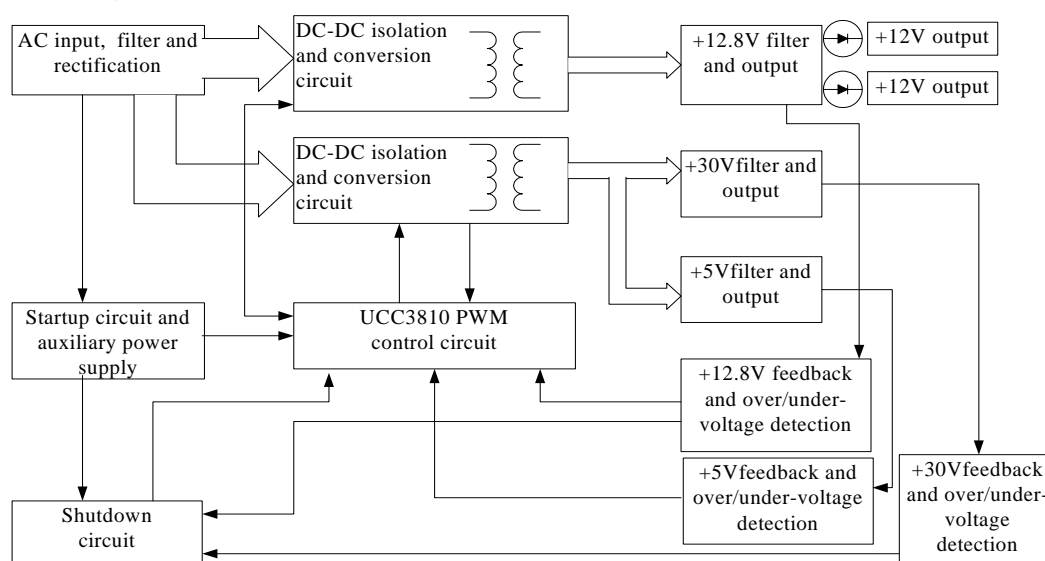 AC input, filter and
rectification
DC-DC isolation
and conversion
circuit
+12.8V filter
and output
+12V output
+12V output
DC-DC isolation
and conversion
circuit
+30Vfilter and
output
+5Vfilter and
output
Startup circuit and
auxiliary power
supply
UCC3810 PWM
control circuit
+12.8V feedback
and over/under-
voltage detection
+5Vfeedback and
over/under-voltage
detection
+30Vfeedback
and over/under-
voltage
detection
Shutdown
circuit